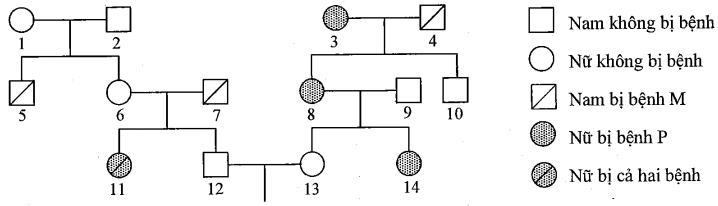 1 2 3 4
Nam không bị bệnh
Nữ không bị bệnh
5 6 7 8 9 10
Nam bị bệnh M
Nữ bị bệnh P
11 12 13 14
Nữ bị cả hai bệnh